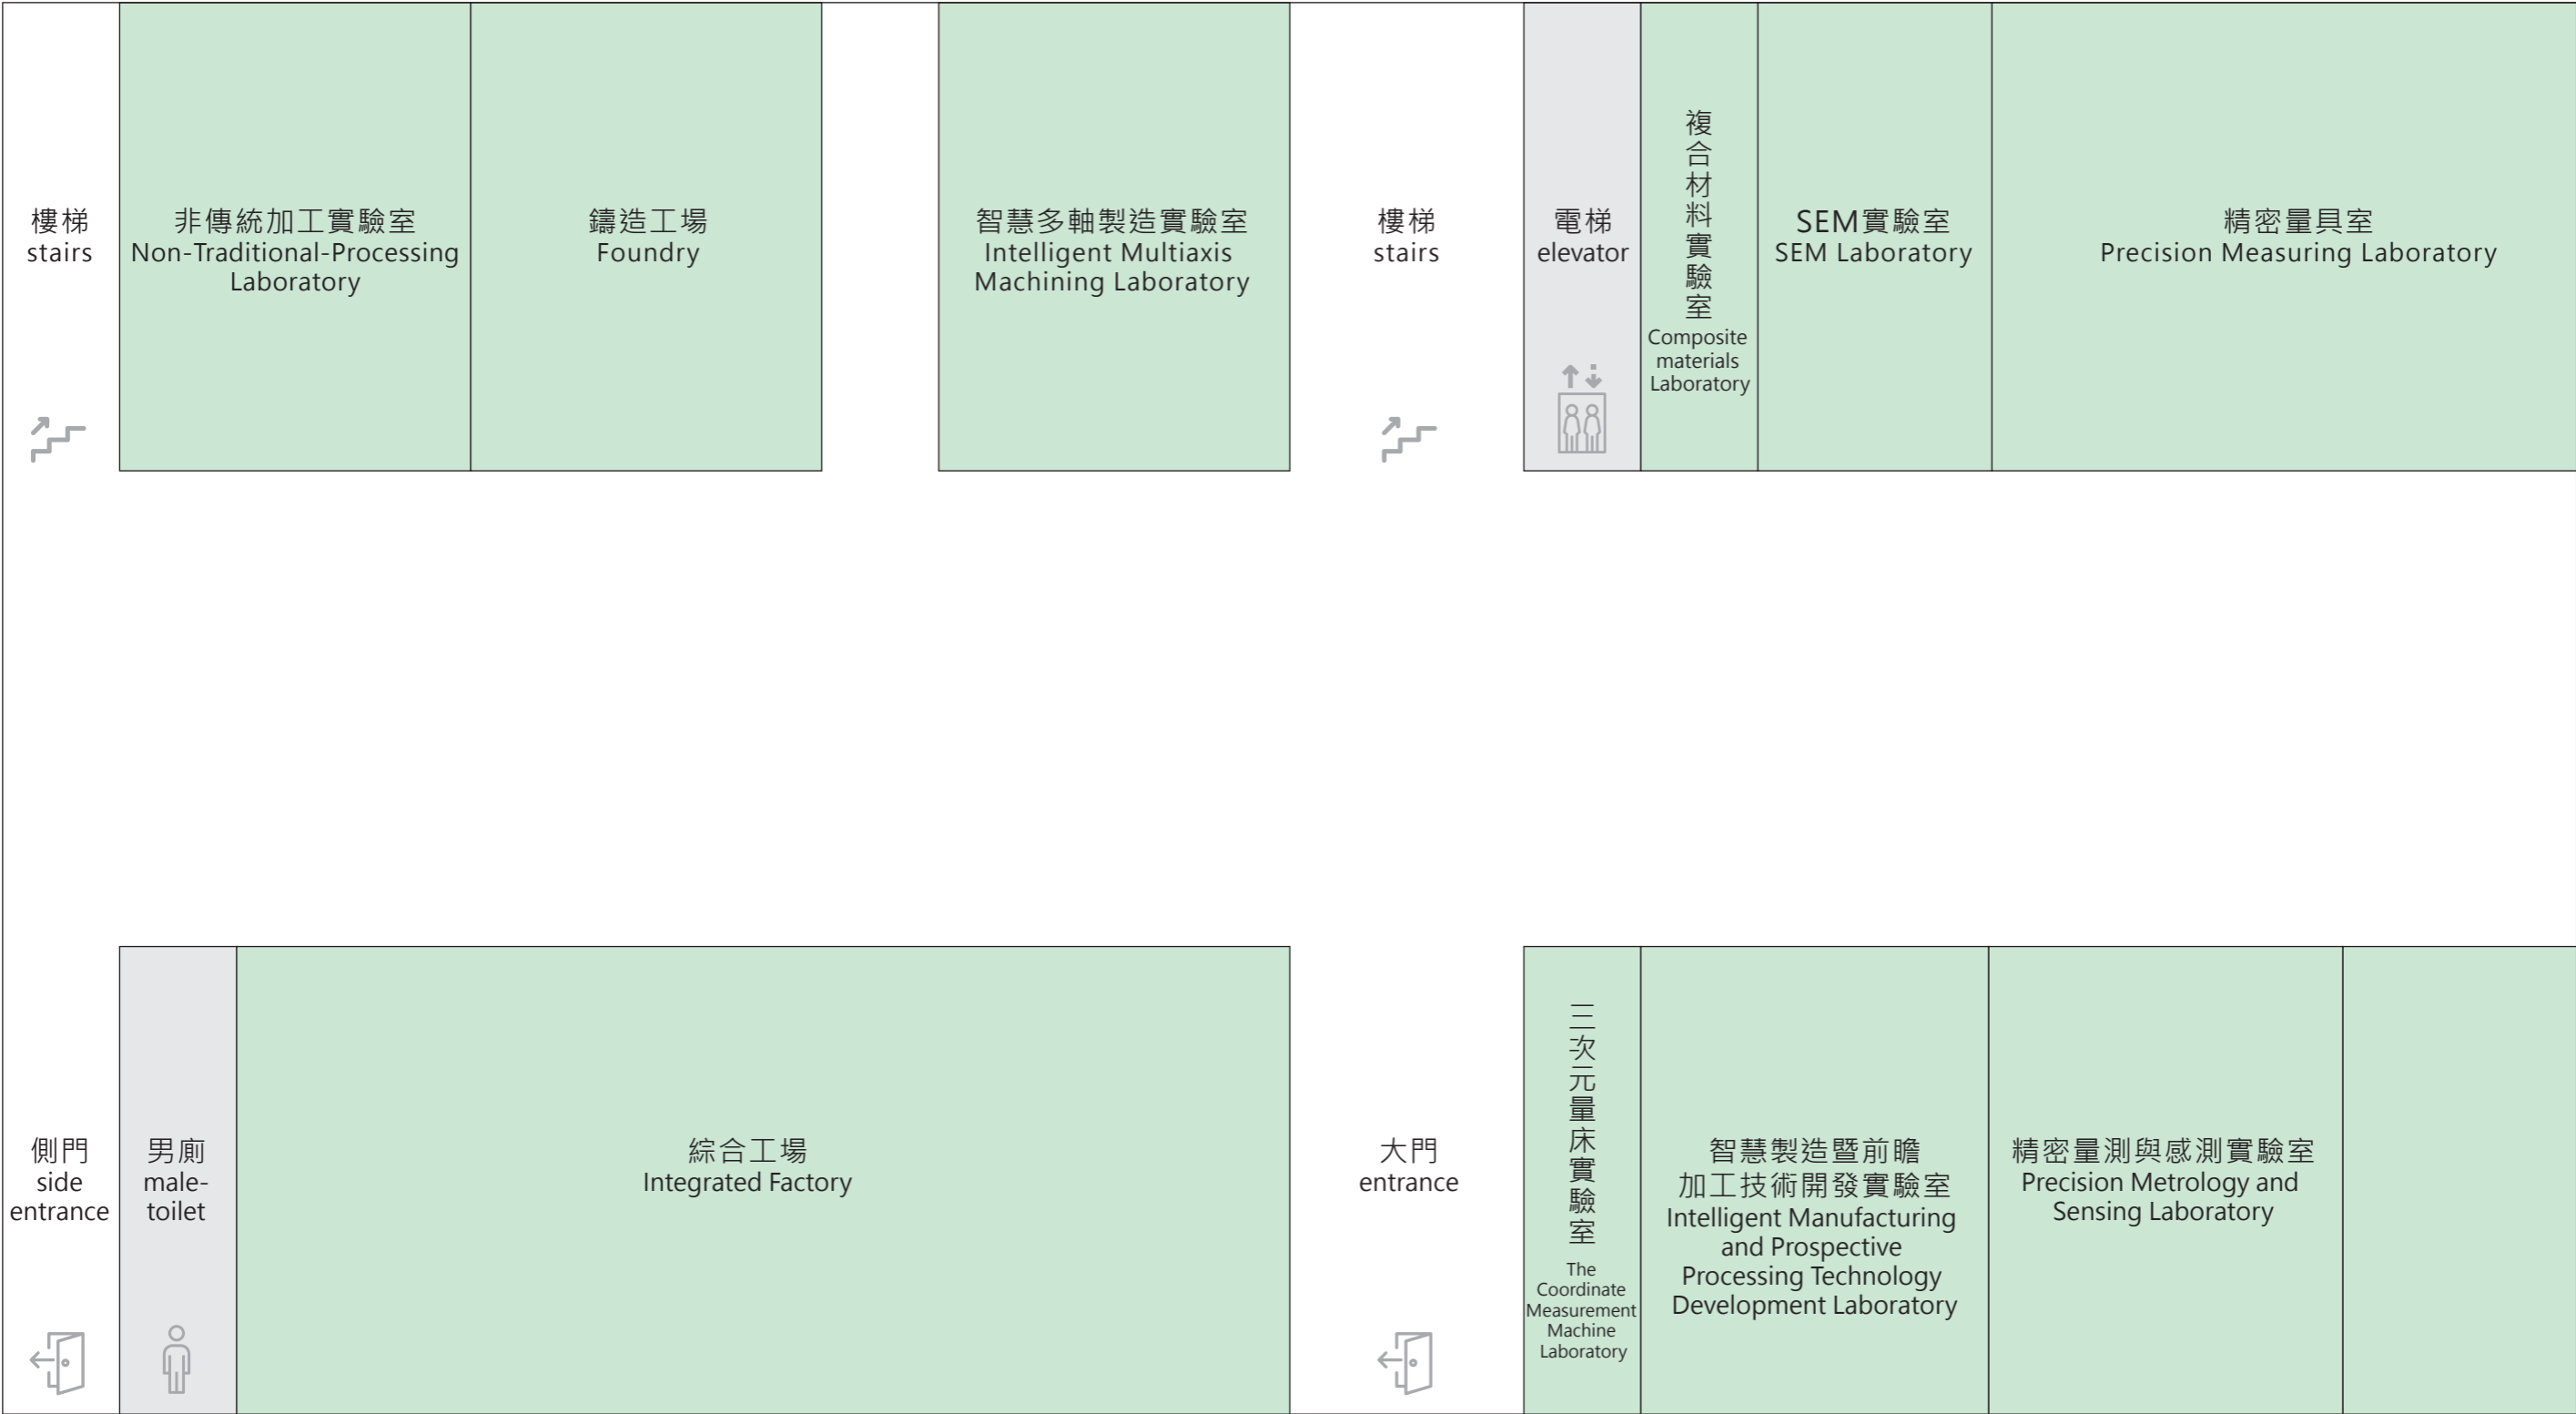 樓梯
stairs
非傳統加工實驗室
Non-Traditional-Processing
Laboratory
鑄造工場
Foundry
智慧多軸製造實驗室
Intelligent Multiaxis
Machining Laboratory
樓梯
stairs
電梯
elevator
複合材料實驗室
Composite
materials
Laboratory
SEM實驗室
SEM Laboratory
精密量具室
Precision Measuring Laboratory
側門
side
entrance
男廁
male-
toilet
綜合工場
Integrated Factory
大門
entrance
三次元量床實驗室
The
Coordinate
Measurement
Machine
Laboratory
智慧製造暨前瞻
加工技術開發實驗室
Intelligent Manufacturing
and Prospective
Processing Technology
Development Laboratory
精密量測與感測實驗室
Precision Metrology and
Sensing Laboratory